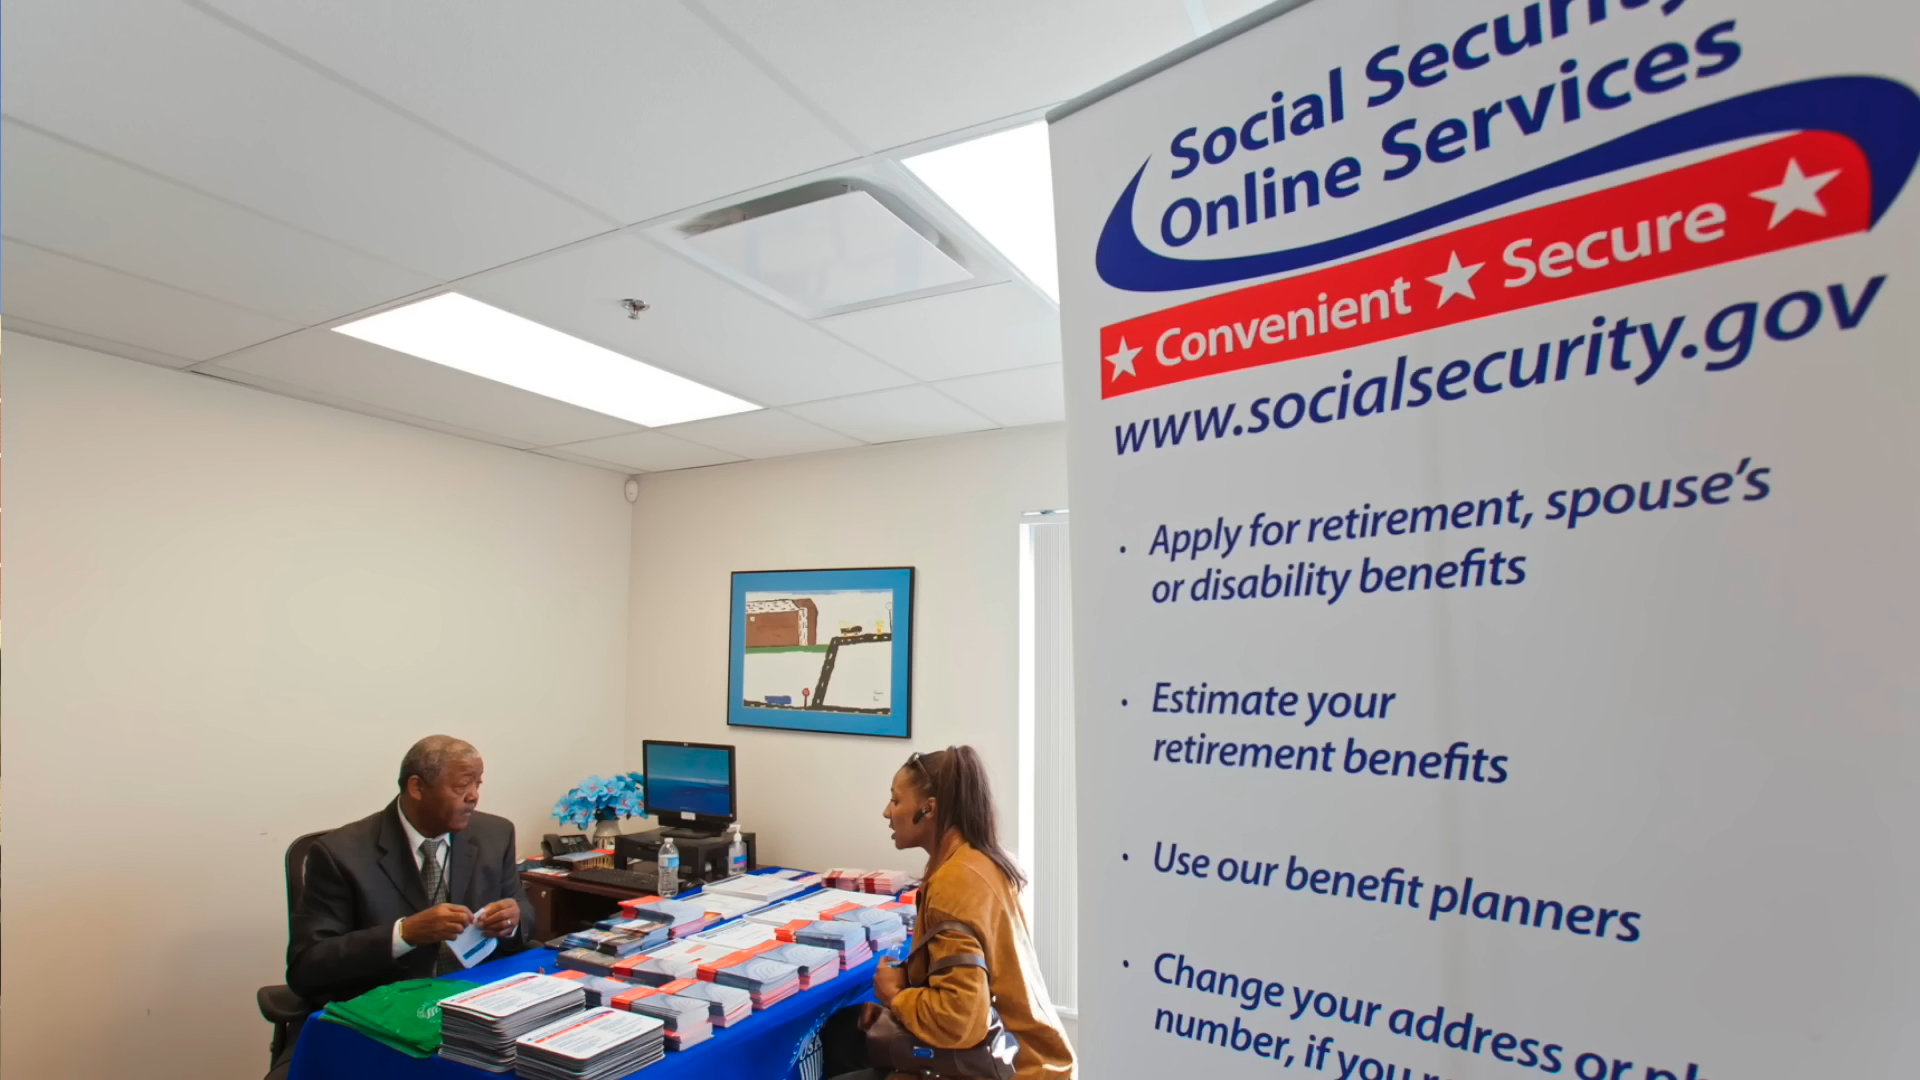 Social Security
Online Services
Convenient Secure
www.socialsecurity.gov
· Apply for retirement, spouse's
or disability benefits
· Estimate your
retirement benefits
· Use our benefit planners
· Change your address or
number, if you
USA